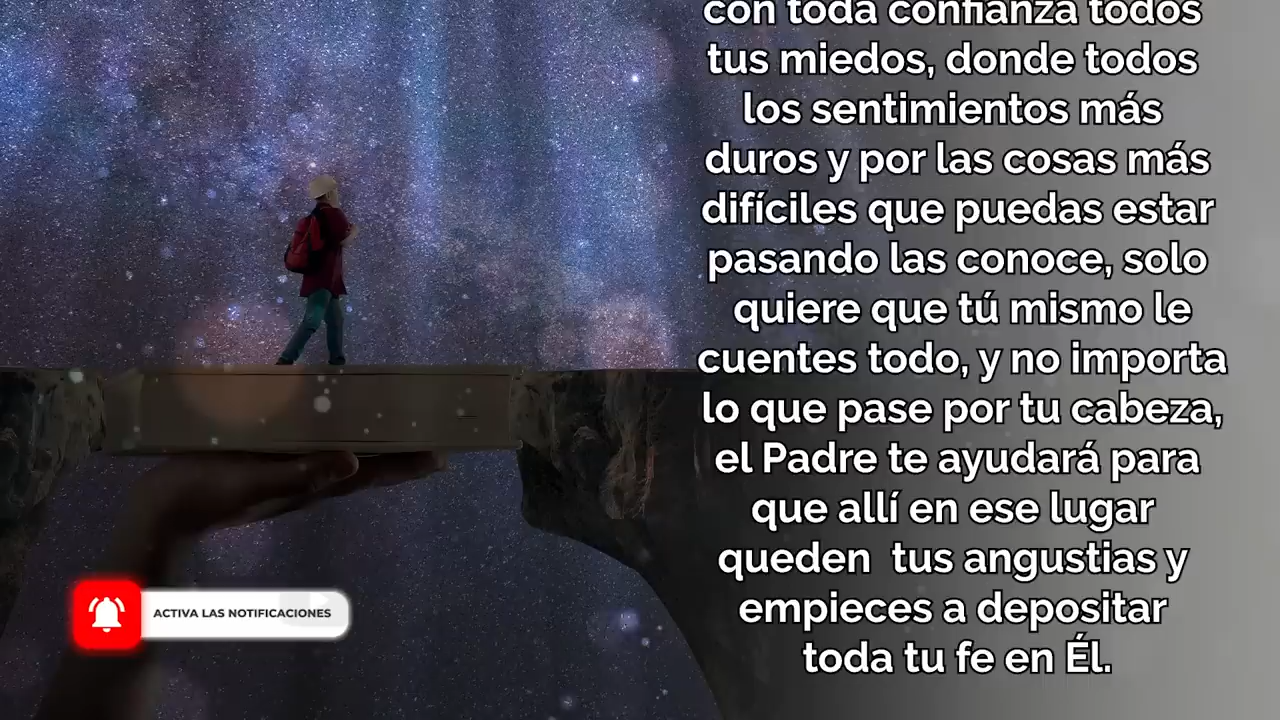 con toda confianza todos
tus miedos, donde todos
los sentimientos más
duros y por las cosas más
difíciles que puedas estar
pasando las conoce, solo
quiere que tú mismo le
cuentes todo, y no importa
lo que pase por tu cabeza,
el Padre te ayudará para
que allí en ese lugar
queden  tus angustias y
empieces a depositar
toda tu fe en Él.
ACTIVA LAS NOTIFICACIONES